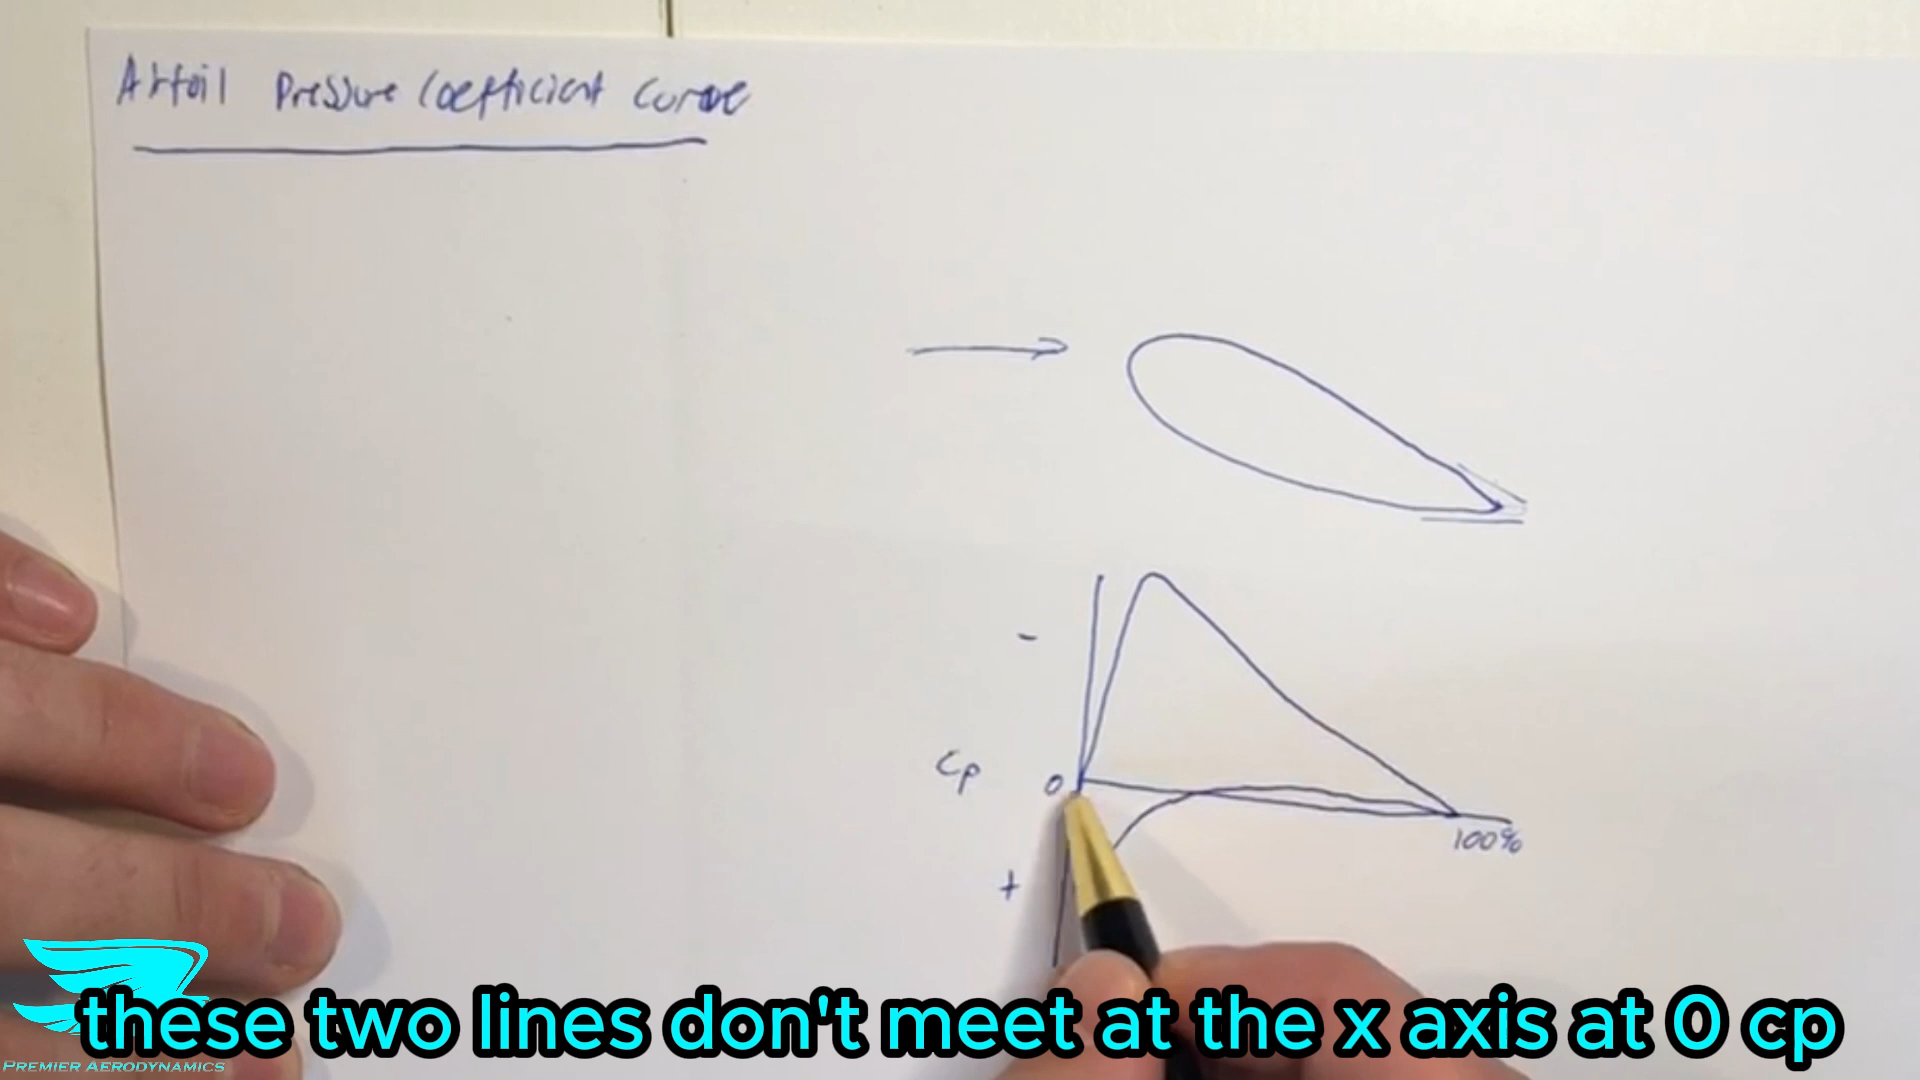 Airfoil Pressure Coefficient Curve
-
Cp 0
100%
+
these two lines don't meet at the x axis at 0 cp
PREMIER AERODYNAMICS